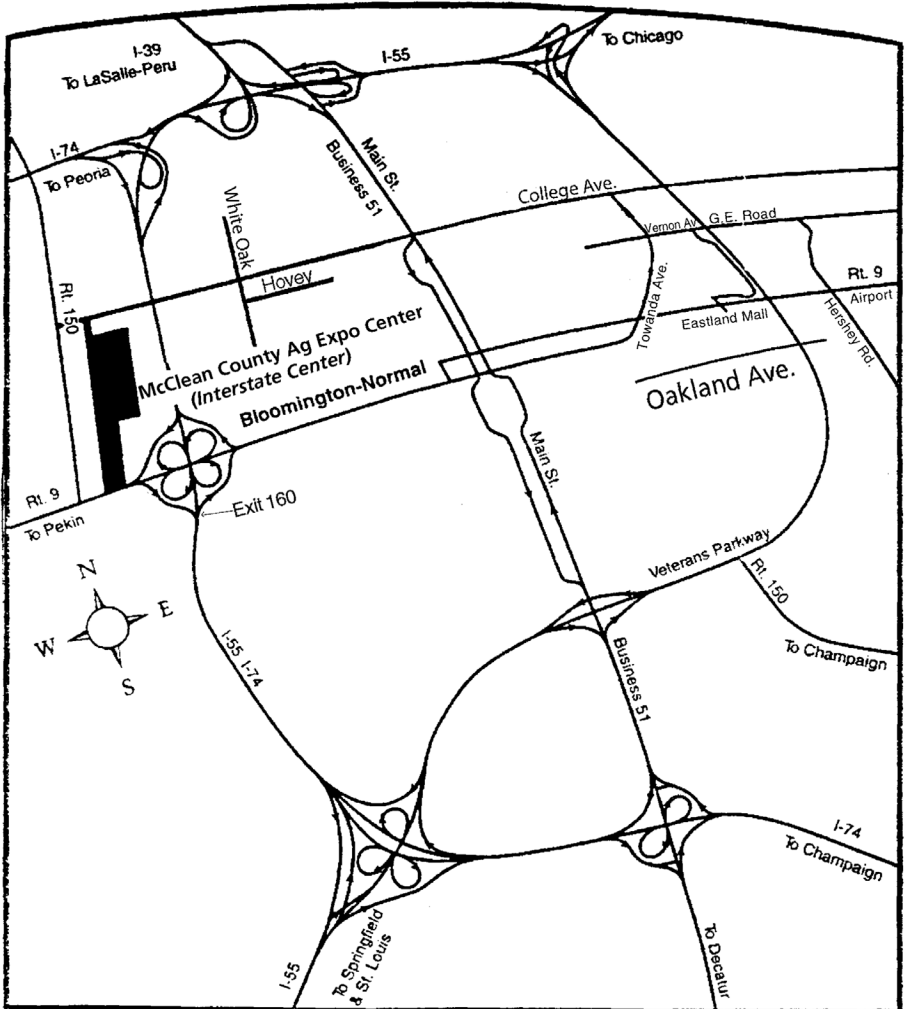 I-39
To LaSalle-Peru
I-55
To Chicago
I-74
To Peoria
Main St.
Business 51
White Oak
College Ave.
Vernon Av.
G.E. Road
Hovey
Towanda Ave.
Rt. 9
Airport
Rt. 150
Eastland Mall
Hershey Rd.
McClean County Ag Expo Center
(Interstate Center)
Bloomington-Normal
Oakland Ave.
Main St.
Rt. 9
To Pekin
Exit 160
Veterans Parkway
Rt. 150
To Champaign
N
E
W
S
I-55 I-74
Business 51
I-74
To Champaign
To Springfield
& St. Louis
I-55
To Decatur